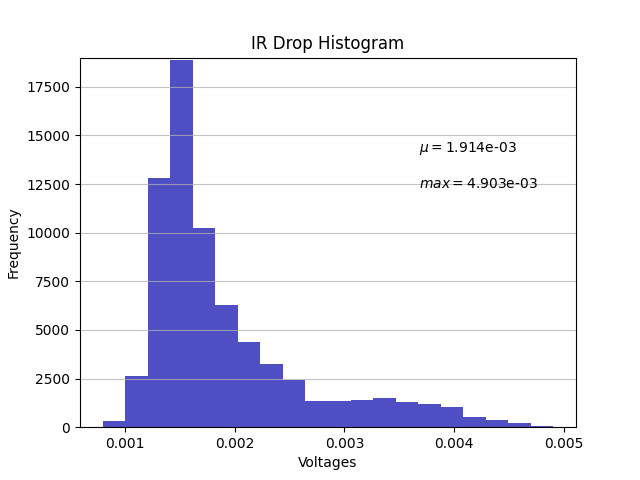 IR Drop Histogram
17500
15000
12500
10000
7500
5000
2500
0
Frequency
μ = 1.914e-03
max = 4.903e-03
0.001 0.002 0.003 0.004 0.005
Voltages